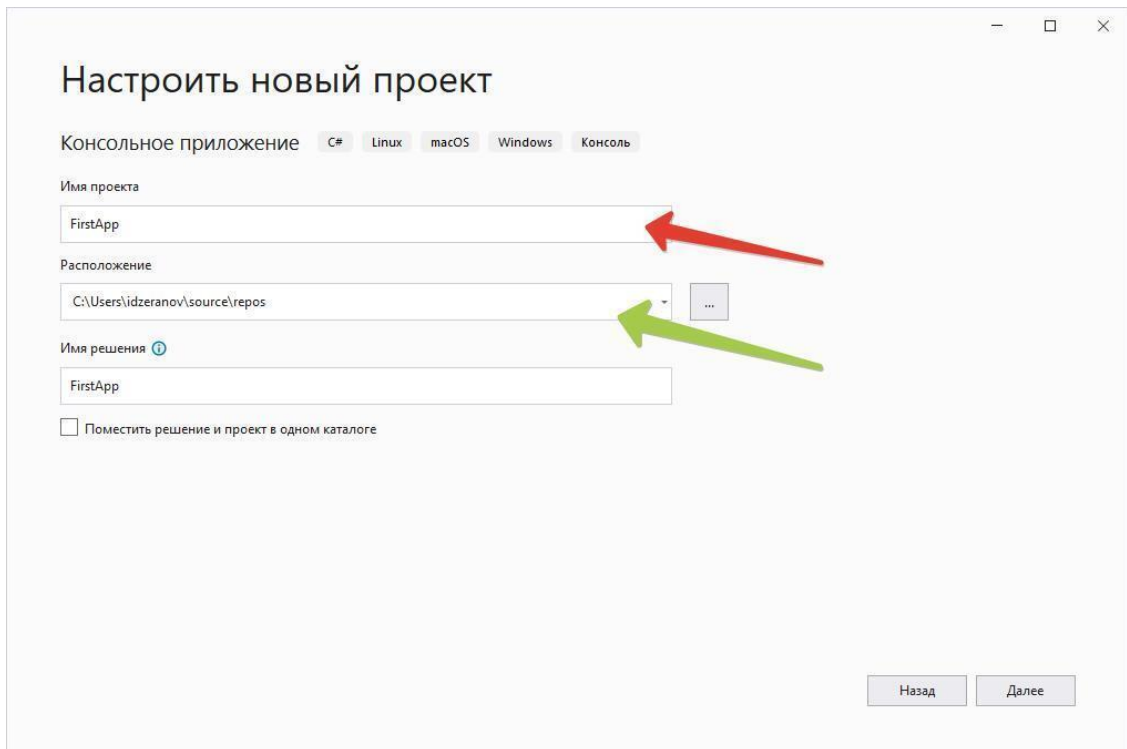 Настроить новый проект
Консольное приложение C# Linux macOS Windows Консоль
Имя проекта
FirstApp
Расположение
C:\Users\idzeranov\source\repos
...
Имя решения
FirstApp
Поместить решение и проект в одном каталоге
Назад Далее